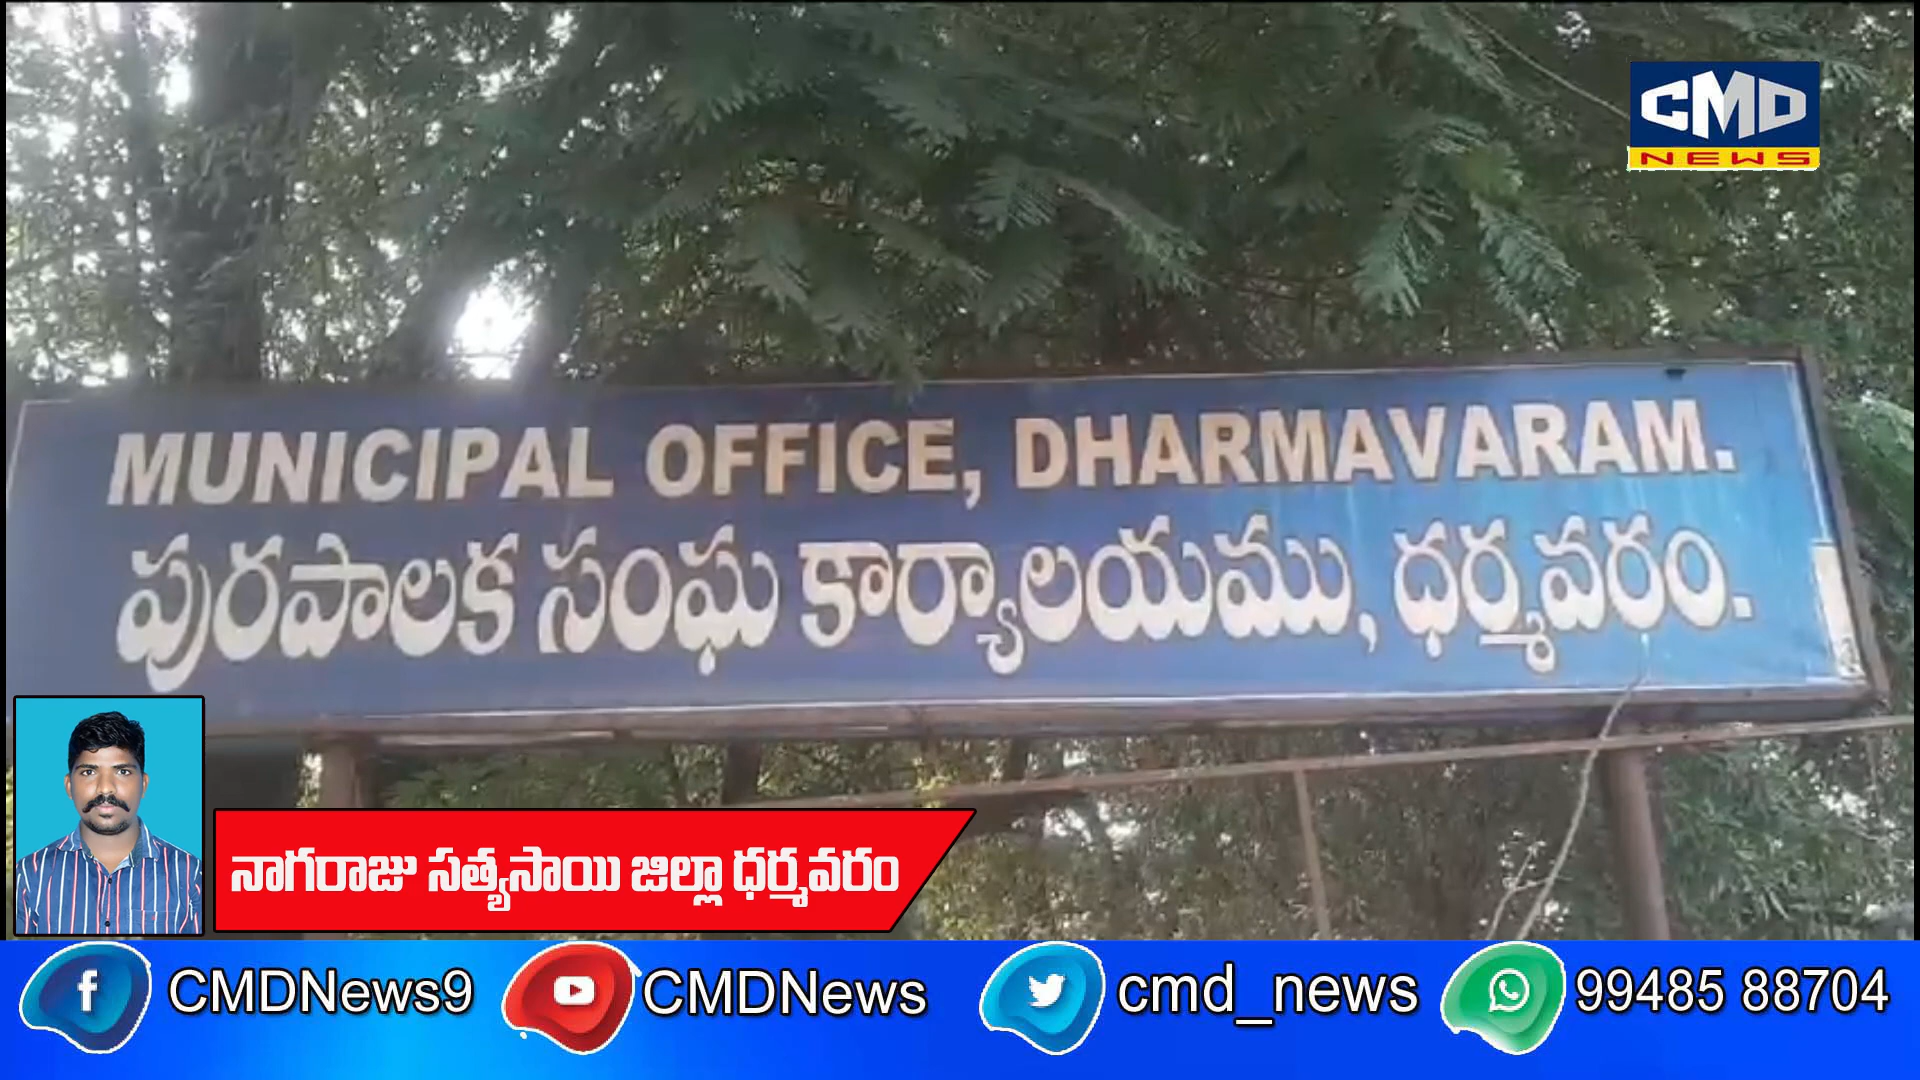 CMD
NEWS
MUNICIPAL OFFICE, DHARMAVARAM.
పురపాలక సంఘ కార్యాలయము, ధర్మవరం.
నాగరాజు సత్యసాయి జిల్లా ధర్మవరం
CMDNews9
CMDNews
cmd_news
99485 88704